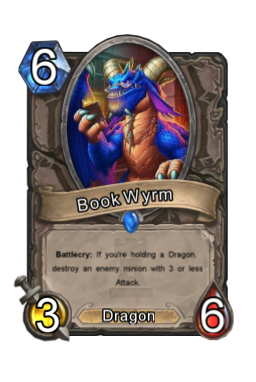 6
Book Wyrm
Battlecry: If you're holding a Dragon,
destroy an enemy minion with 3 or less
Attack.
3
Dragon
6